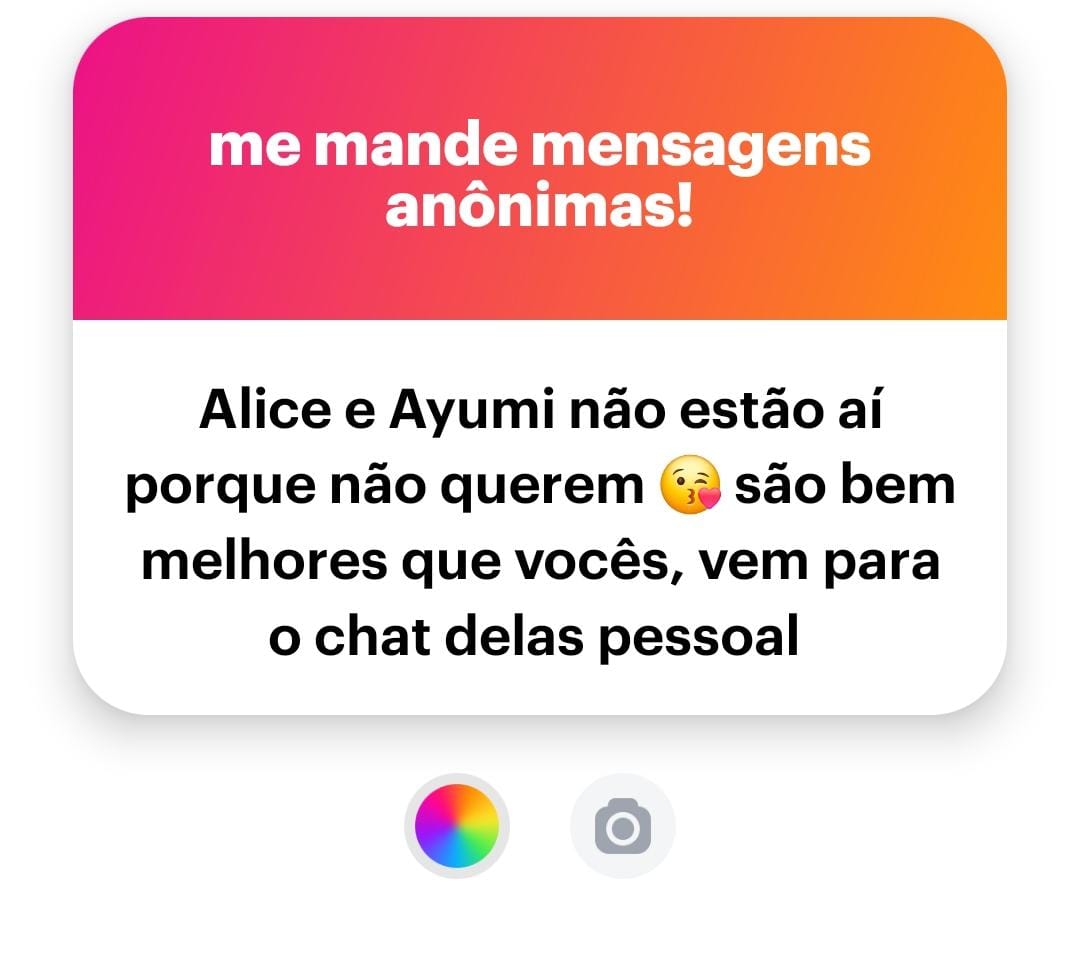 me mande mensagens
anônimas!
Alice e Ayumi não estão aí
porque não querem 😘 são bem
melhores que vocês, vem para
o chat delas pessoal